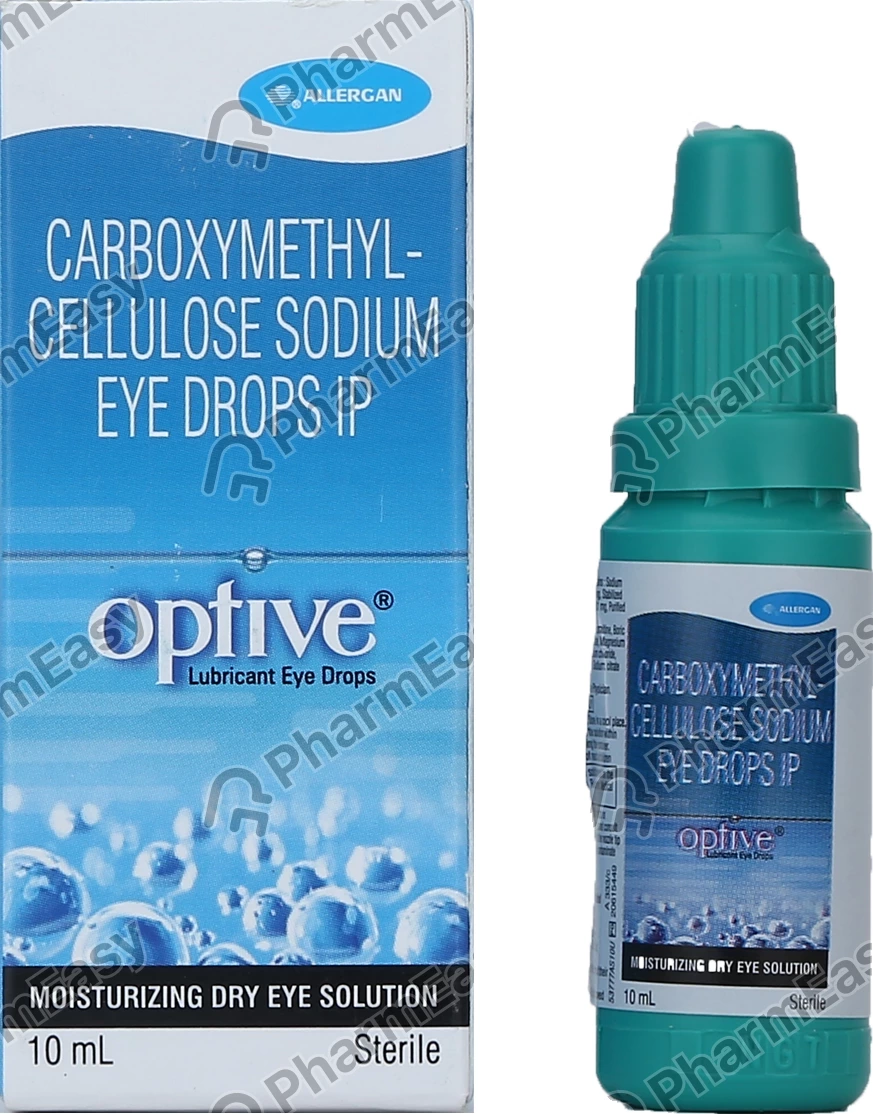 ALLERGAN
CARBOXYMETHYL-
CELLULOSE SODIUM
EYE DROPS IP
optive®
Lubricant Eye Drops
MOISTURIZING DRY EYE SOLUTION
10 mL
Sterile
ALLERGAN
CARBOXYMETHYL-
CELLULOSE SODIUM
EYE DROPS IP
optive®
Lubricant Eye Drops
MOISTURIZING DRY EYE SOLUTION
10 mL
Sterile
PharmEasy